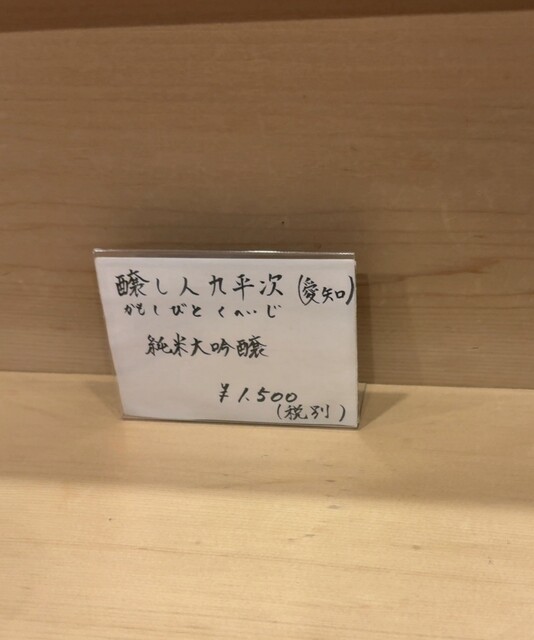 醸し人九平次(愛知)
かもしびと くへいじ
純米大吟醸
¥1,500
(税別)